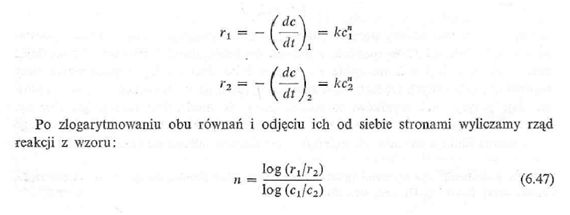 r₁ = − (dc/dt)₁ = kc₁ⁿ
r₂ = − (dc/dt)₂ = kc₂ⁿ
Po zlogarytmowaniu obu równań i odjęciu ich od siebie stronami wyliczamy rząd
reakcji z wzoru:
n = log (r₁/r₂) / log (c₁/c₂) (6.47)